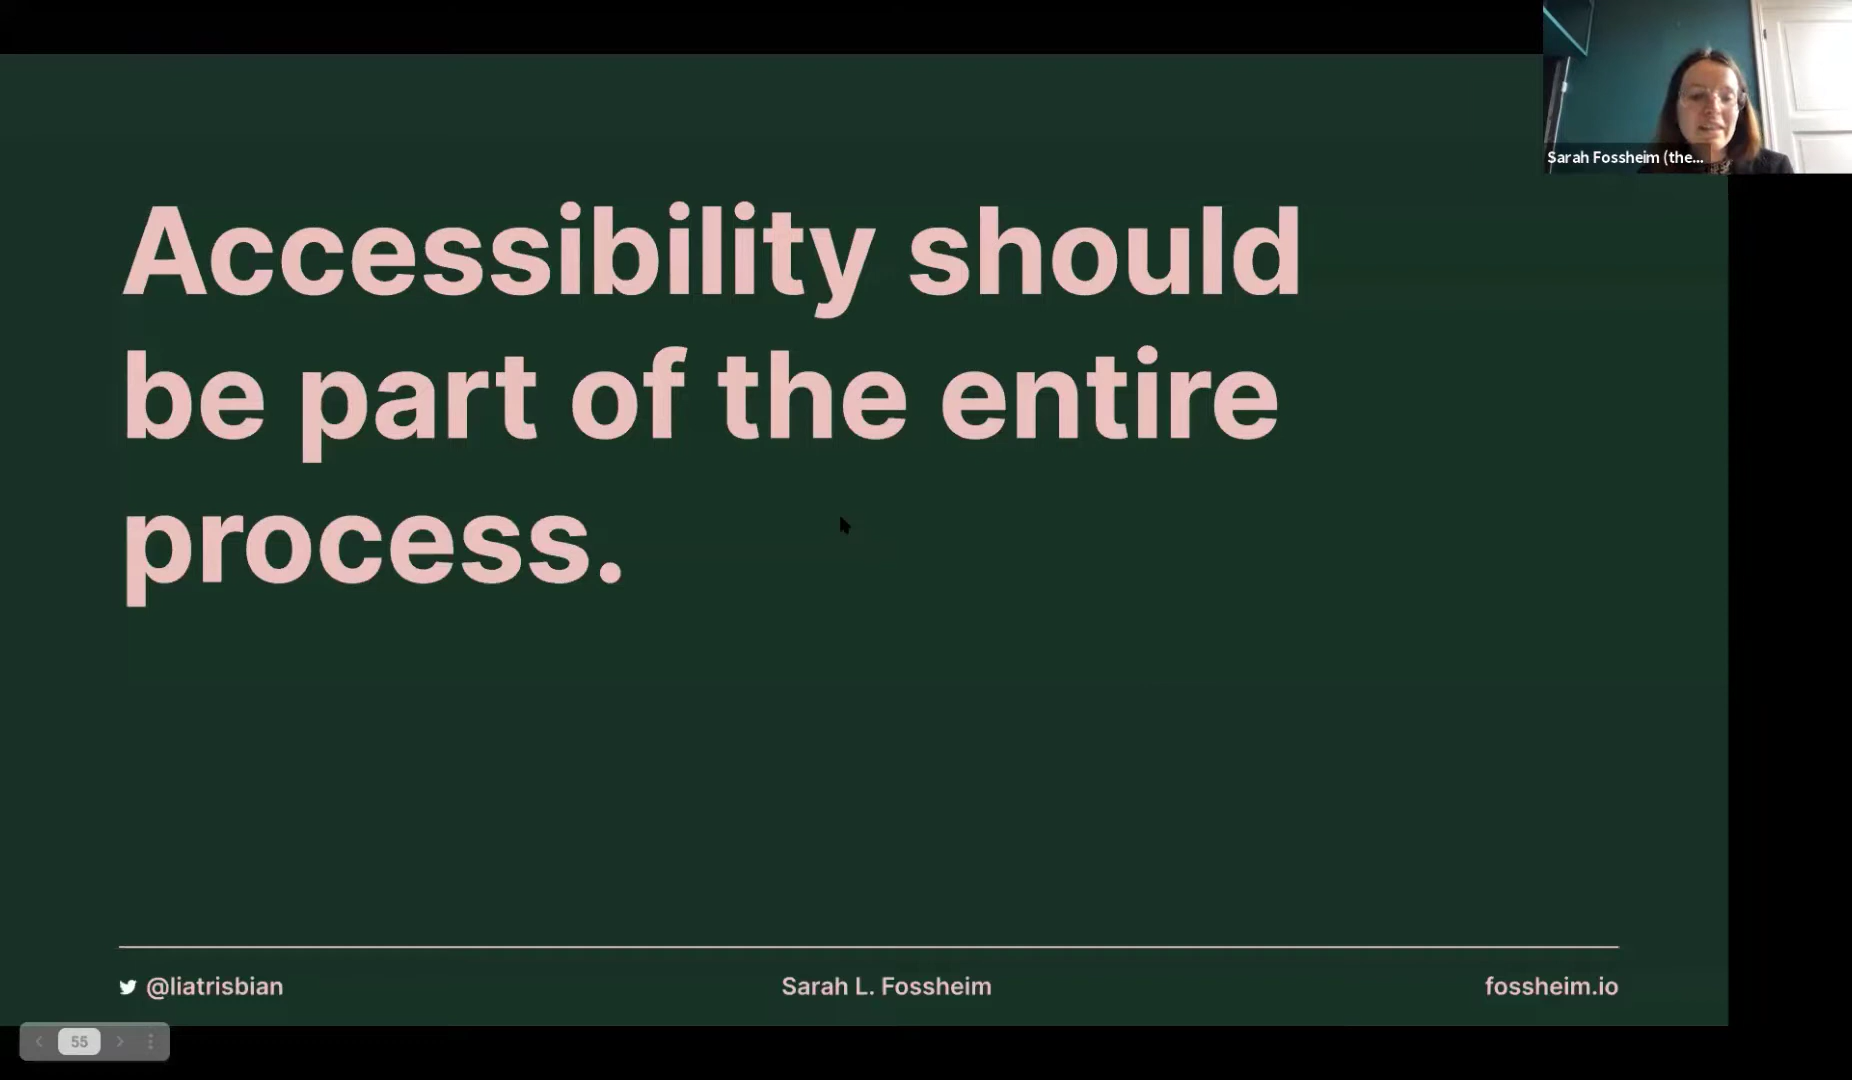 Sarah Fossheim (the...
Accessibility should
be part of the entire
process.
@liatrisbian
Sarah L. Fossheim
fossheim.io
55